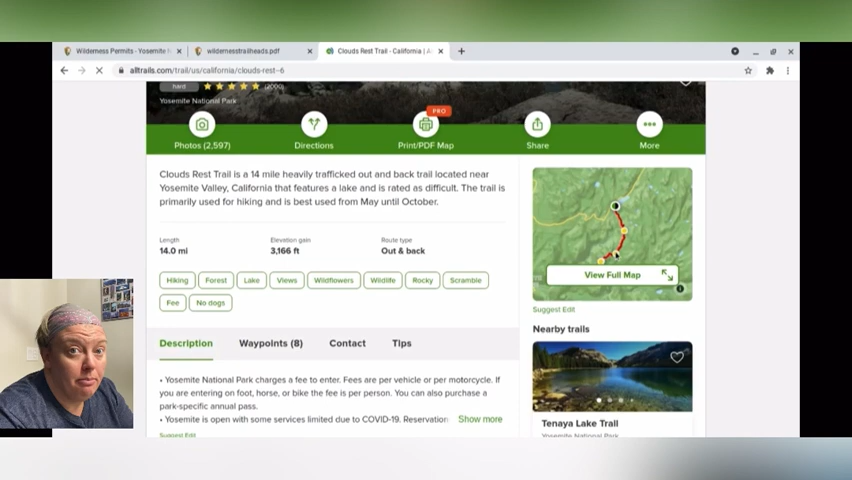 Wilderness Permits - Yosemite N
wildernesstrailheads.pdf
Clouds Rest Trail - California | A
alltrails.com/trail/us/california/clouds-rest--6
hard
(2000)
Yosemite National Park
PRO
Photos (2,597)
Directions
Print/PDF Map
Share
More
Clouds Rest Trail is a 14 mile heavily trafficked out and back trail located near
Yosemite Valley, California that features a lake and is rated as difficult. The trail is
primarily used for hiking and is best used from May until October.
Length
Elevation gain
Route type
14.0 mi
3,166 ft
Out & back
Hiking
Forest
Lake
Views
Wildflowers
Wildlife
Rocky
Scramble
Fee
No dogs
View Full Map
Suggest Edit
Nearby trails
Description
Waypoints (8)
Contact
Tips
• Yosemite National Park charges a fee to enter. Fees are per vehicle or per motorcycle. If
you are entering on foot, horse, or bike the fee is per person. You can also purchase a
park-specific annual pass.
• Yosemite is open with some services limited due to COVID-19. Reservation
Show more
Suggest Edit
Tenaya Lake Trail
Yosemite National Park